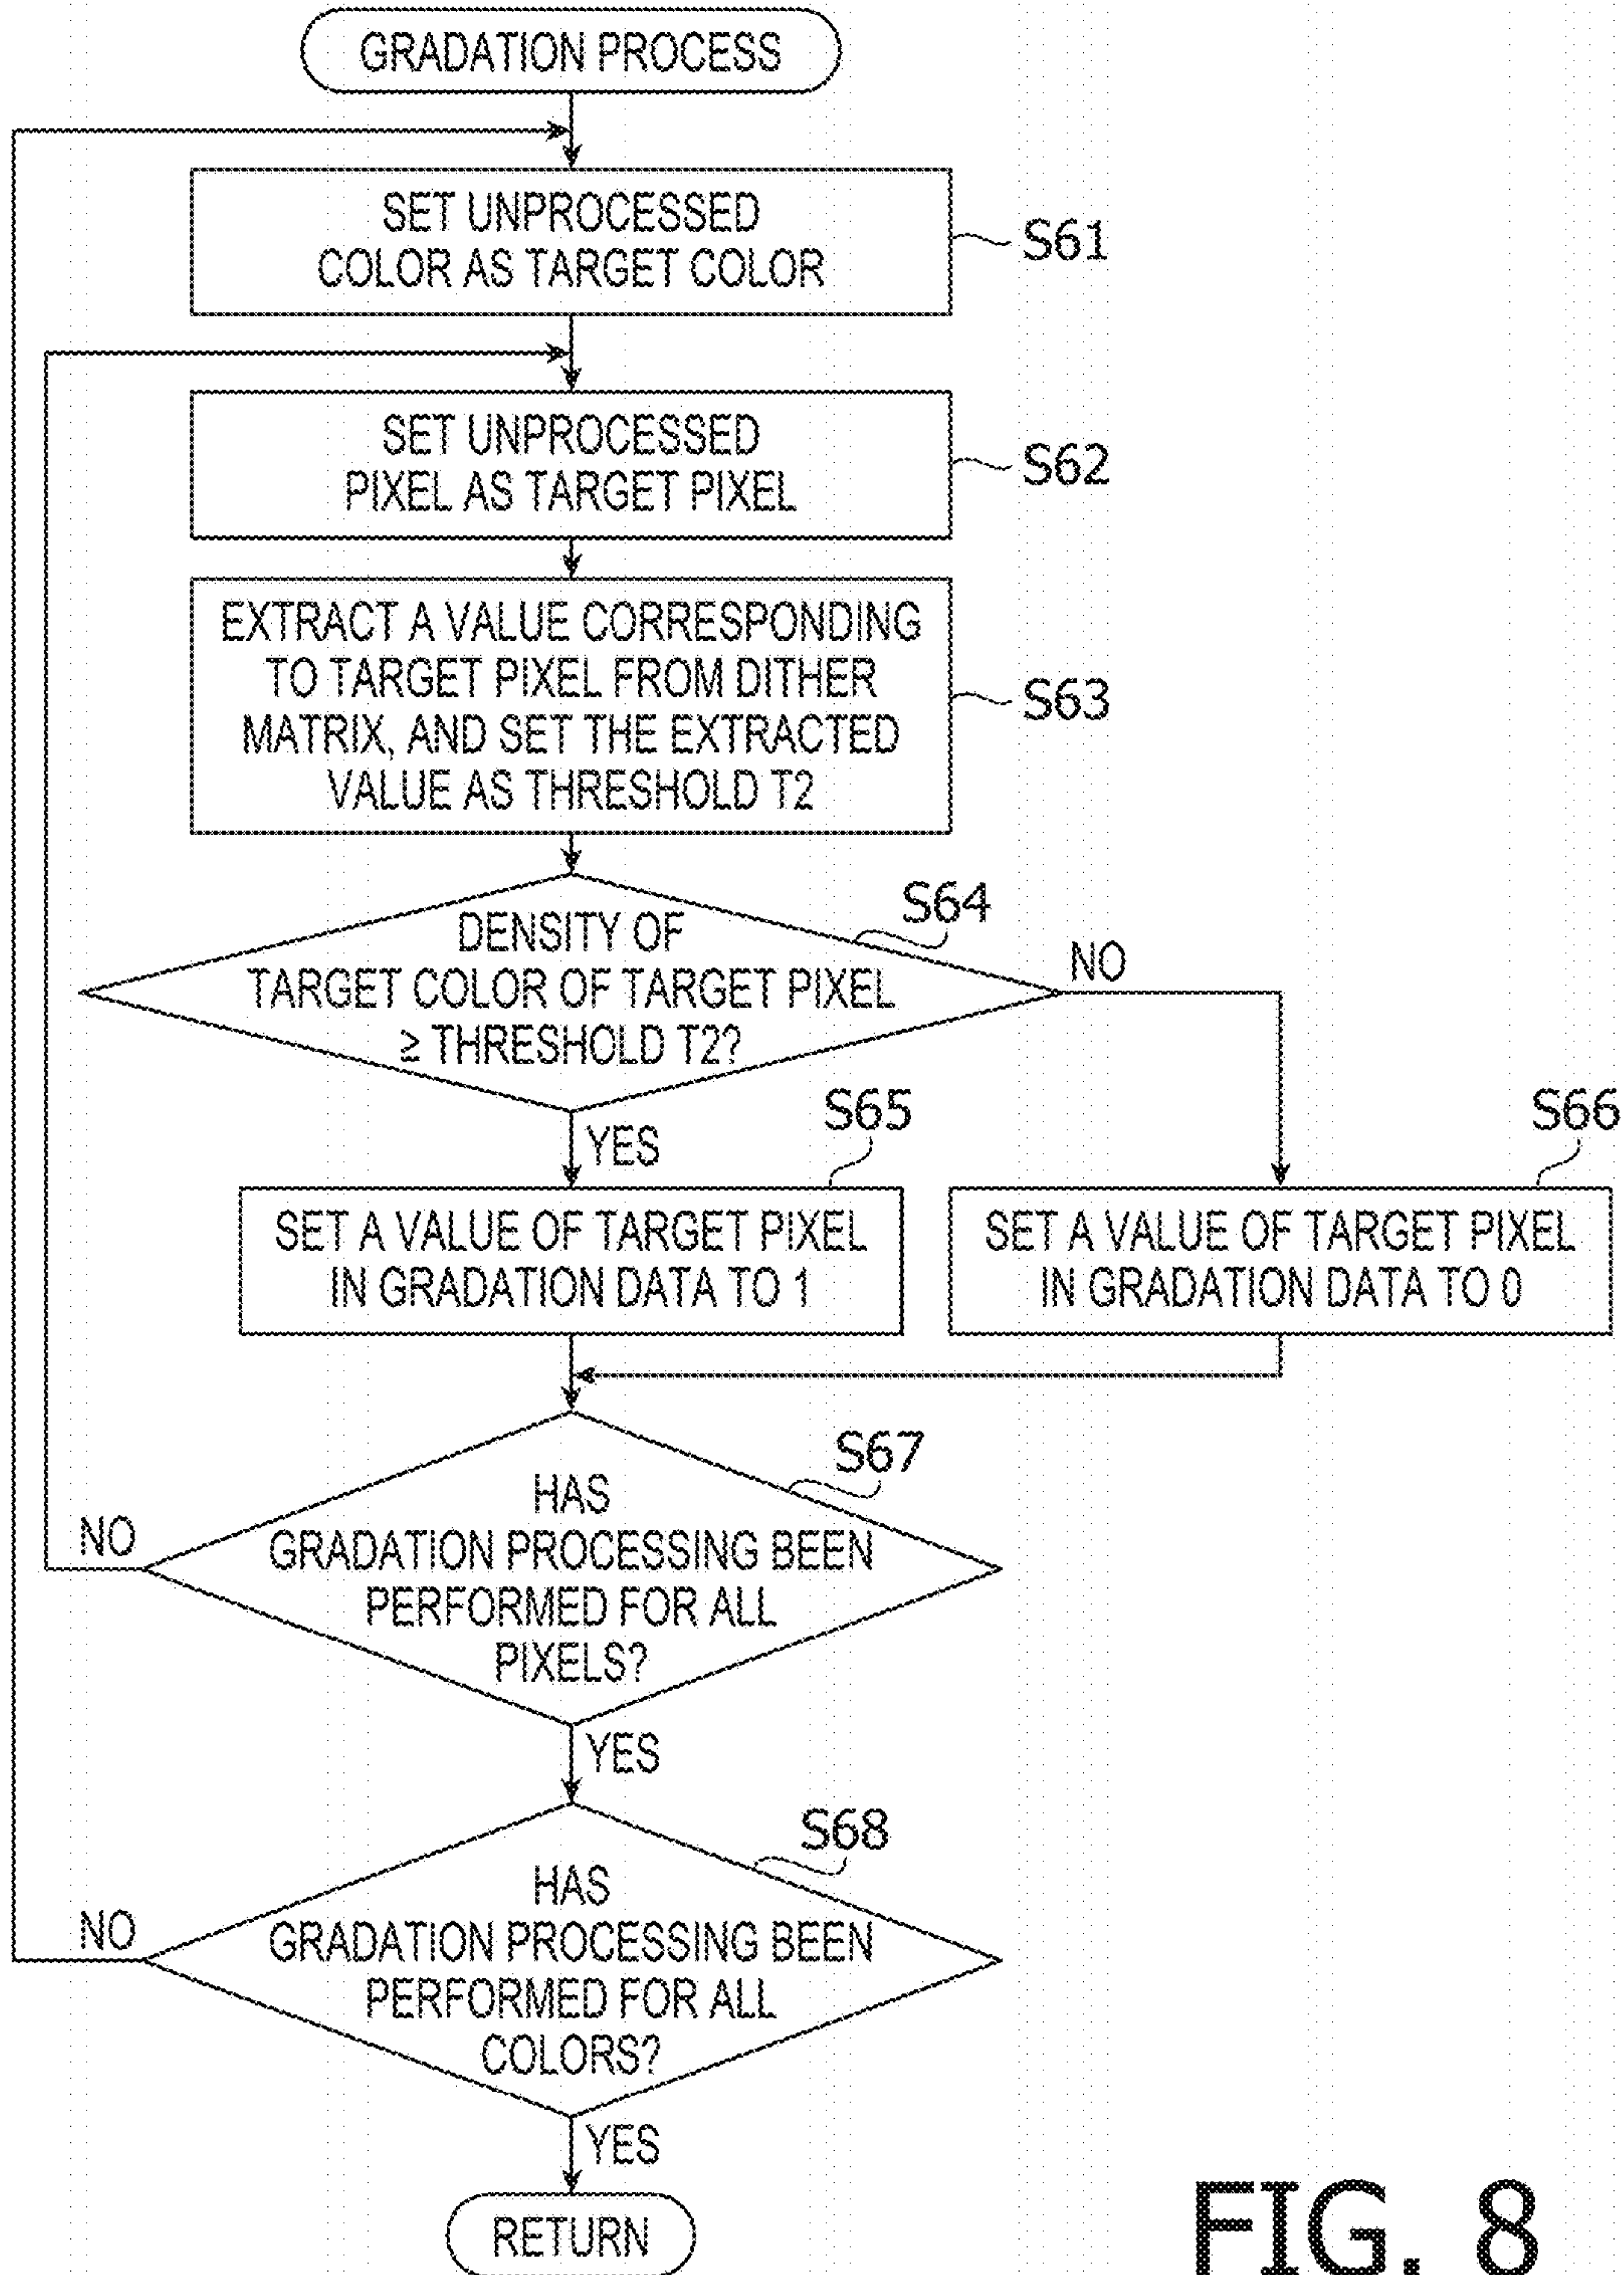 GRADATION PROCESS
SET UNPROCESSED
COLOR AS TARGET COLOR
S61
SET UNPROCESSED
PIXEL AS TARGET PIXEL
S62
EXTRACT A VALUE CORRESPONDING
TO TARGET PIXEL FROM DITHER
MATRIX, AND SET THE EXTRACTED
VALUE AS THRESHOLD T2
S63
S64
DENSITY OF
TARGET COLOR OF TARGET PIXEL
≥ THRESHOLD T2?
NO
YES
S65
S66
SET A VALUE OF TARGET PIXEL
IN GRADATION DATA TO 1
SET A VALUE OF TARGET PIXEL
IN GRADATION DATA TO 0
S67
HAS
GRADATION PROCESSING BEEN
PERFORMED FOR ALL
PIXELS?
NO
YES
S68
HAS
GRADATION PROCESSING BEEN
PERFORMED FOR ALL
COLORS?
NO
YES
RETURN
FIG. 8